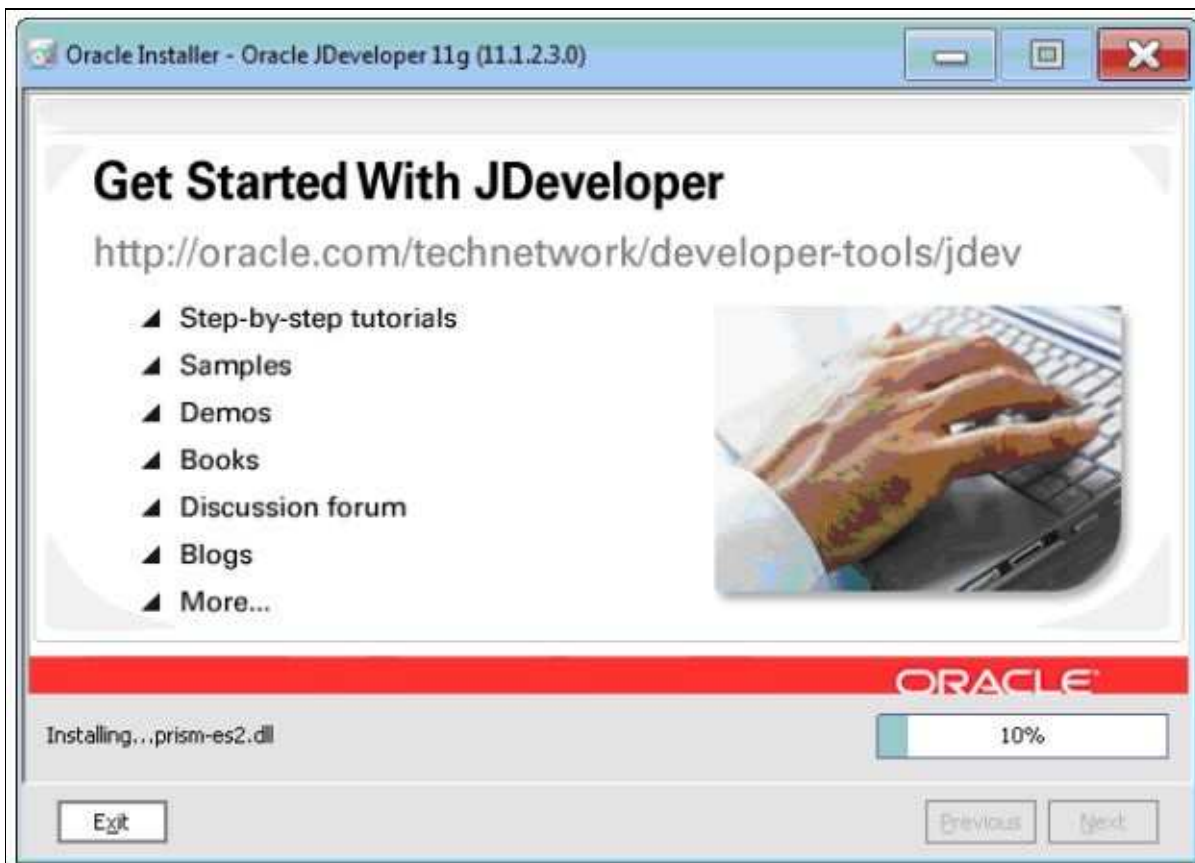 Oracle Installer - Oracle JDeveloper 11g (11.1.2.3.0)
Get Started With JDeveloper
http://oracle.com/technetwork/developer-tools/jdev
Step-by-step tutorials
Samples
Demos
Books
Discussion forum
Blogs
More...
ORACLE
Installing...prism-es2.dll
10%
Exit
Previous
Next